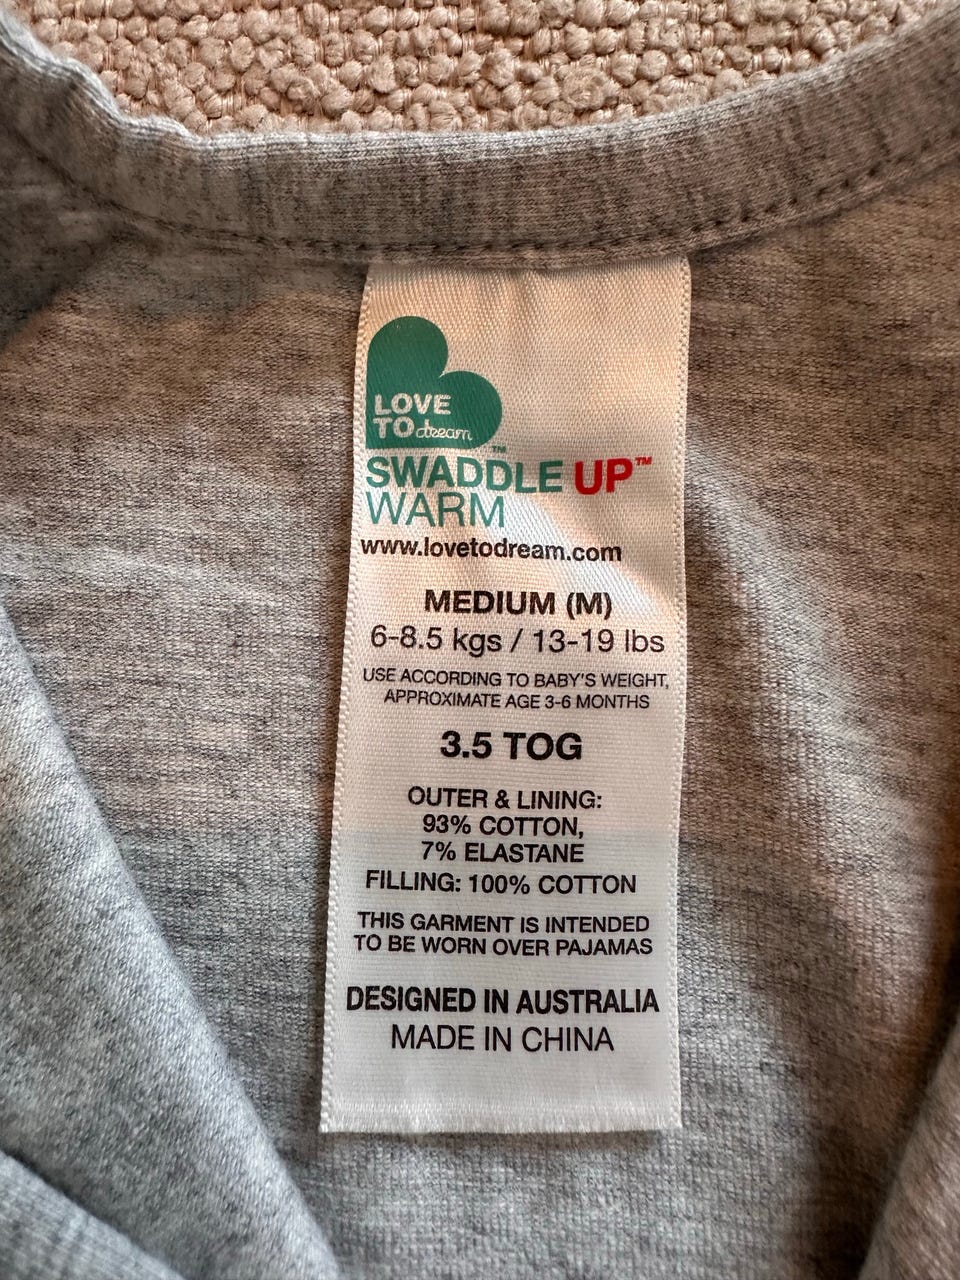 LOVE
TO dream™
SWADDLE UP™
WARM
www.lovetodream.com
MEDIUM (M)
6-8.5 kgs / 13-19 lbs
USE ACCORDING TO BABY'S WEIGHT,
APPROXIMATE AGE 3-6 MONTHS
3.5 TOG
OUTER & LINING:
93% COTTON,
7% ELASTANE
FILLING: 100% COTTON
THIS GARMENT IS INTENDED
TO BE WORN OVER PAJAMAS
DESIGNED IN AUSTRALIA
MADE IN CHINA